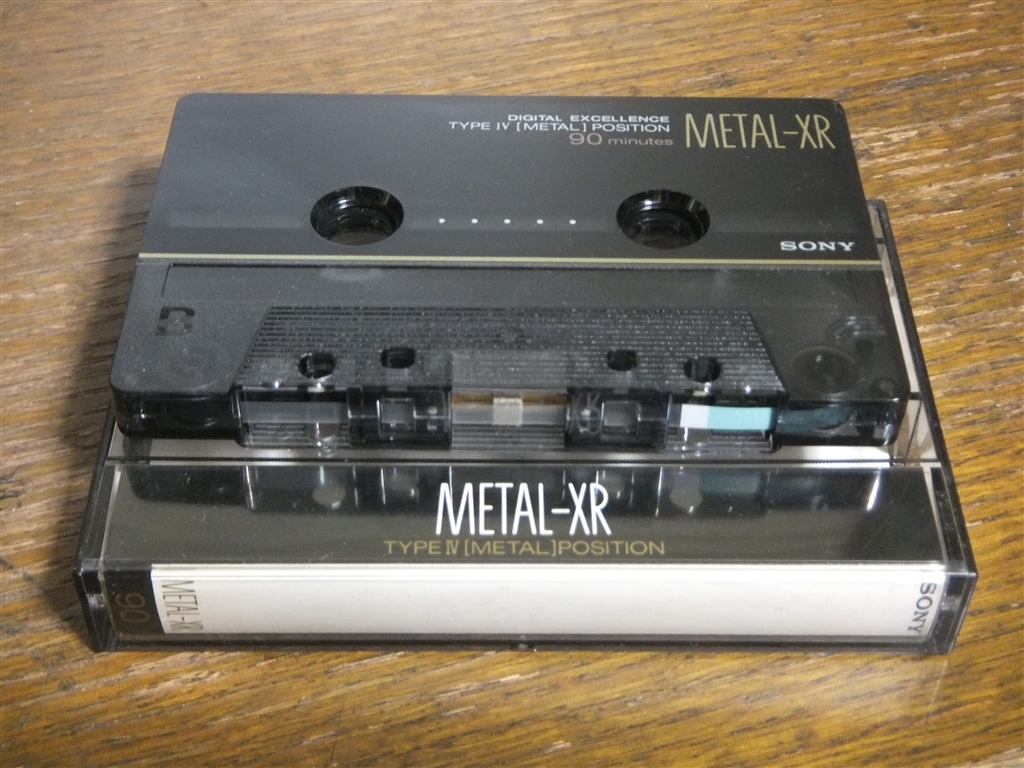 DIGITAL EXCELLENCE
TYPE IV [METAL] POSITION
90 minutes
METAL-XR
SONY
B
METAL-XR
TYPE IV [METAL] POSITION
90
METAL-XR
SONY